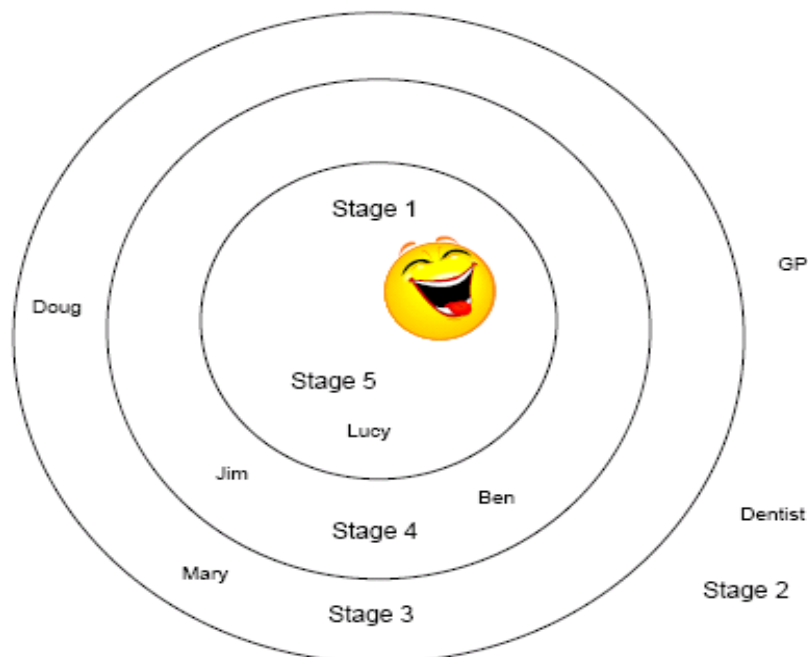 Stage 1
GP
Doug
Stage 5
Lucy
Jim
Ben
Dentist
Stage 4
Mary
Stage 2
Stage 3